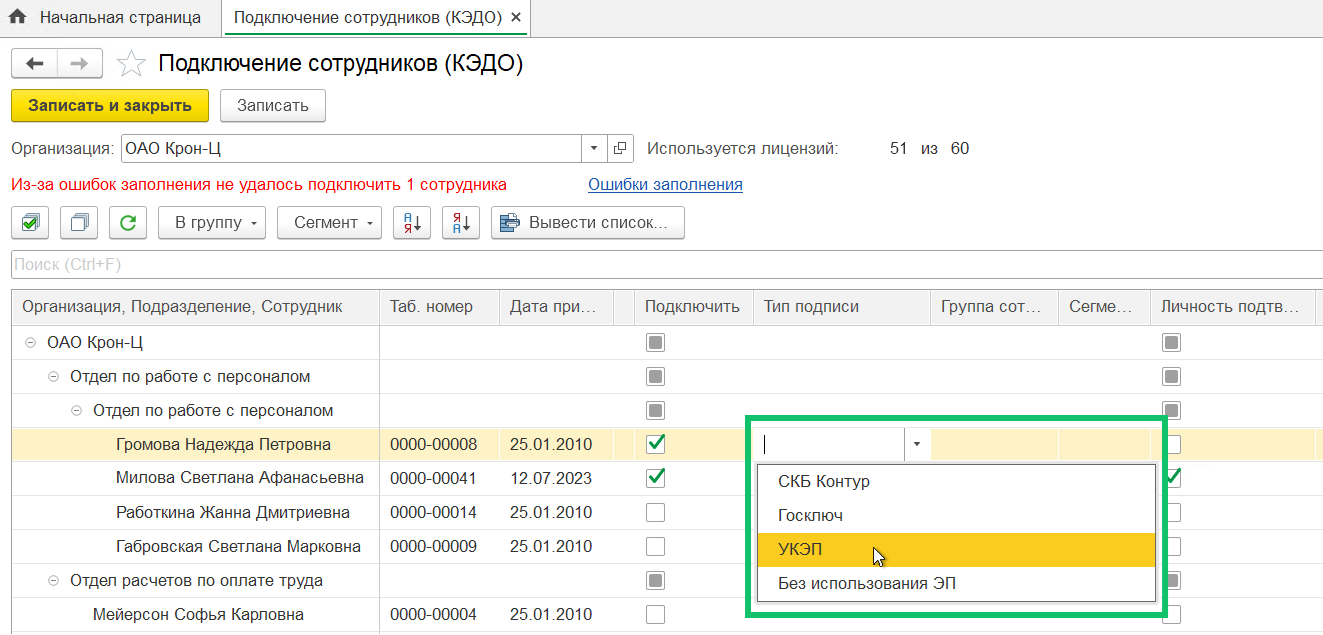 Начальная страница
Подключение сотрудников (КЭДО) ×
Подключение сотрудников (КЭДО)
Записать и закрыть Записать
Организация: ОАО Крон-Ц Используется лицензий: 51 из 60
Из-за ошибок заполнения не удалось подключить 1 сотрудника Ошибки заполнения
В группу Сегмент А Я Я А Вывести список...
Поиск (Ctrl+F)
Организация, Подразделение, Сотрудник Таб. номер Дата при... Подключить Тип подписи Группа сот... Сегме... Личность подтв...
ОАО Крон-Ц
Отдел по работе с персоналом
Отдел по работе с персоналом
Громова Надежда Петровна 0000-00008 25.01.2010
Милова Светлана Афанасьевна 0000-00041 12.07.2023 СКБ Контур
Работкина Жанна Дмитриевна 0000-00014 25.01.2010 Госключ
Габровская Светлана Марковна 0000-00009 25.01.2010 УКЭП
Отдел расчетов по оплате труда Без использования ЭП
Мейерсон Софья Карловна 0000-00004 25.01.2010